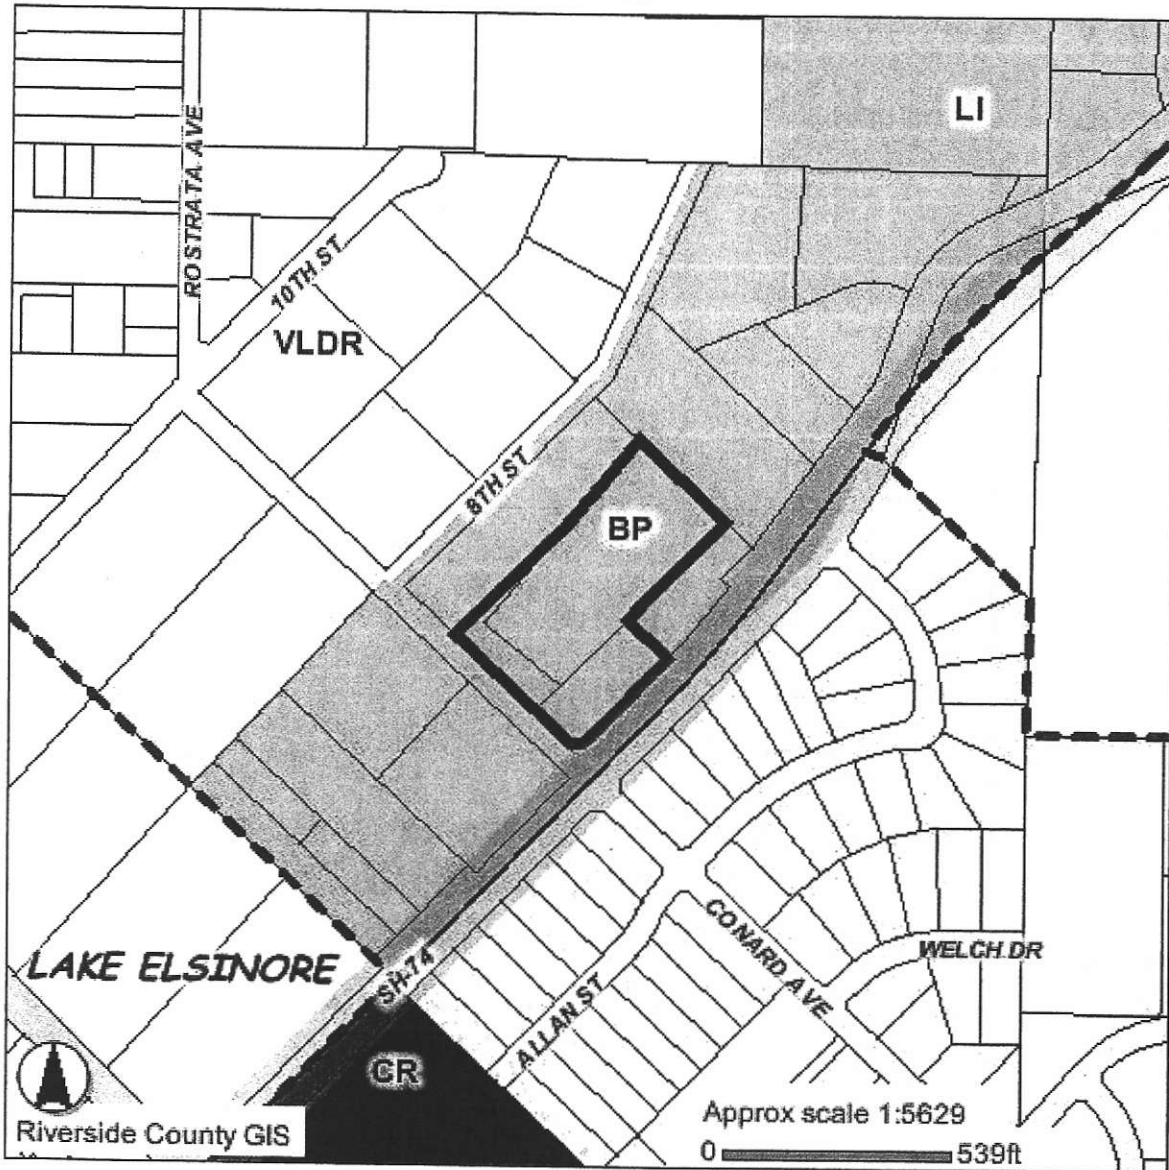 LI
ROSTRATA AVE
10TH ST
VLDR
8TH ST
BP
LAKE ELSINORE
SH-74
CONARD AVE
WELCH DR
ALLAN ST
CR
Riverside County GIS
Approx scale 1:5629
0 539ft